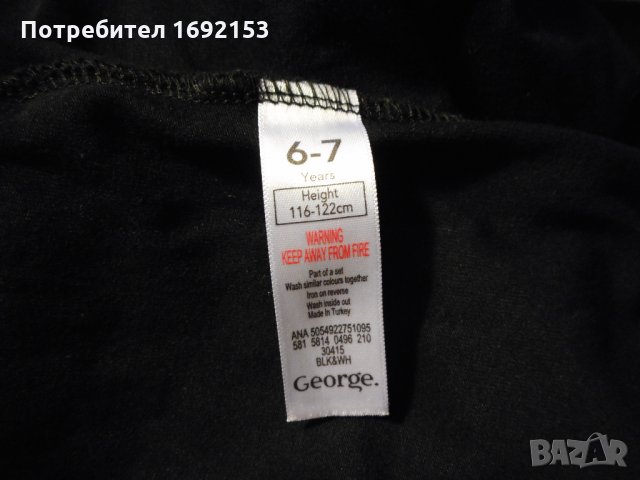 Потребител 1692153
6-7
Years
Height
116-122cm
WARNING
KEEP AWAY FROM FIRE
Part of a set
Wash similar colours together
Iron on reverse
Wash inside out
Made In Turkey
ANA 5054922751095
581 5814 0496 210
30415
BLK&WH
George.
BAZAR